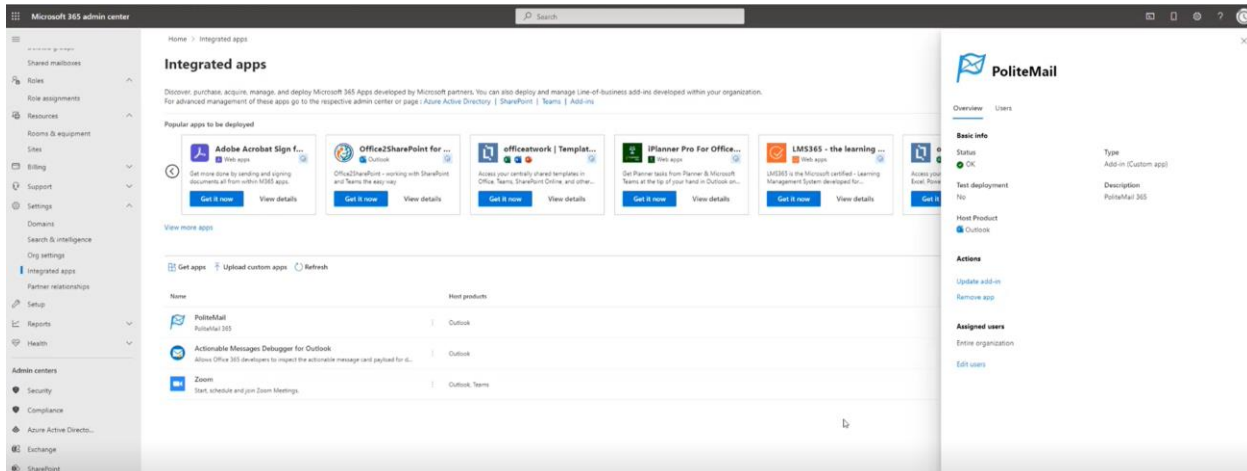 Microsoft 365 admin center
Search
?
Shared mailboxes
Roles
Role assignments
Resources
Rooms & equipment
Sites
Billing
Support
Settings
Domains
Search & intelligence
Org settings
Integrated apps
Partner relationships
Setup
Reports
Health
Admin centers
Security
Compliance
Azure Active Directo...
Exchange
SharePoint
Home > Integrated apps
Integrated apps
Discover, purchase, acquire, manage, and deploy Microsoft 365 Apps developed by Microsoft partners. You can also deploy and manage Line-of-business add-ins developed within your organization.
For advanced management of these apps go to the respective admin center or page : Azure Active Directory | SharePoint | Teams | Add-ins
Popular apps to be deployed
Adobe Acrobat Sign f...
Web apps
Get more done by sending and signing
documents all from within M365 apps.
Get it now View details
Office2SharePoint for ...
Outlook
Office2SharePoint - working with SharePoint
and Teams the easy way
Get it now View details
officeatwork | Templat...
Access your centrally shared templates in
Office, Teams, SharePoint Online, and other...
Get it now View details
iPlanner Pro For Office...
Web apps
Get Planner tasks from Planner & Microsoft
Teams at the tip of your hand in Outlook on...
Get it now View details
LMS365 - the learning ...
Web apps
LMS365 is the Microsoft certified - Learning
Management System developed for...
Get it now View details
o
Access you
Excel, Powe
Get it
View more apps
Get apps Upload custom apps Refresh
Name Host products
PoliteMail
PoliteMail 365
Outlook
Actionable Messages Debugger for Outlook
Allows Office 365 developers to inspect the actionable message card payload for d...
Outlook
Zoom
Start, schedule and join Zoom Meetings.
Outlook, Teams
PoliteMail
Overview Users
Basic info
Status Type
OK Add-in (Custom app)
Test deployment Description
No PoliteMail 365
Host Product
Outlook
Actions
Update add-in
Remove app
Assigned users
Entire organization
Edit users